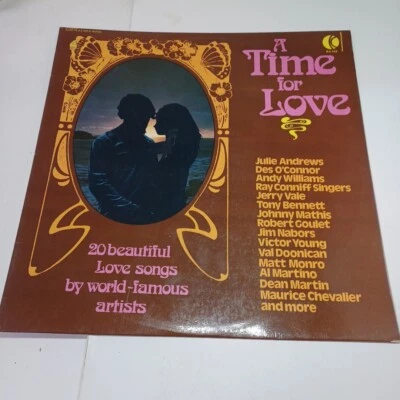 A
Time
for
Love
K
Julie Andrews
Des O'Connor
Andy Williams
Ray Conniff Singers
Jerry Vale
Tony Bennett
Johnny Mathis
Robert Goulet
Jim Nabors
Victor Young
Val Doonican
Matt Monro
Al Martino
Dean Martin
Maurice Chevalier
and more
20 beautiful
Love songs
by world-famous
artists